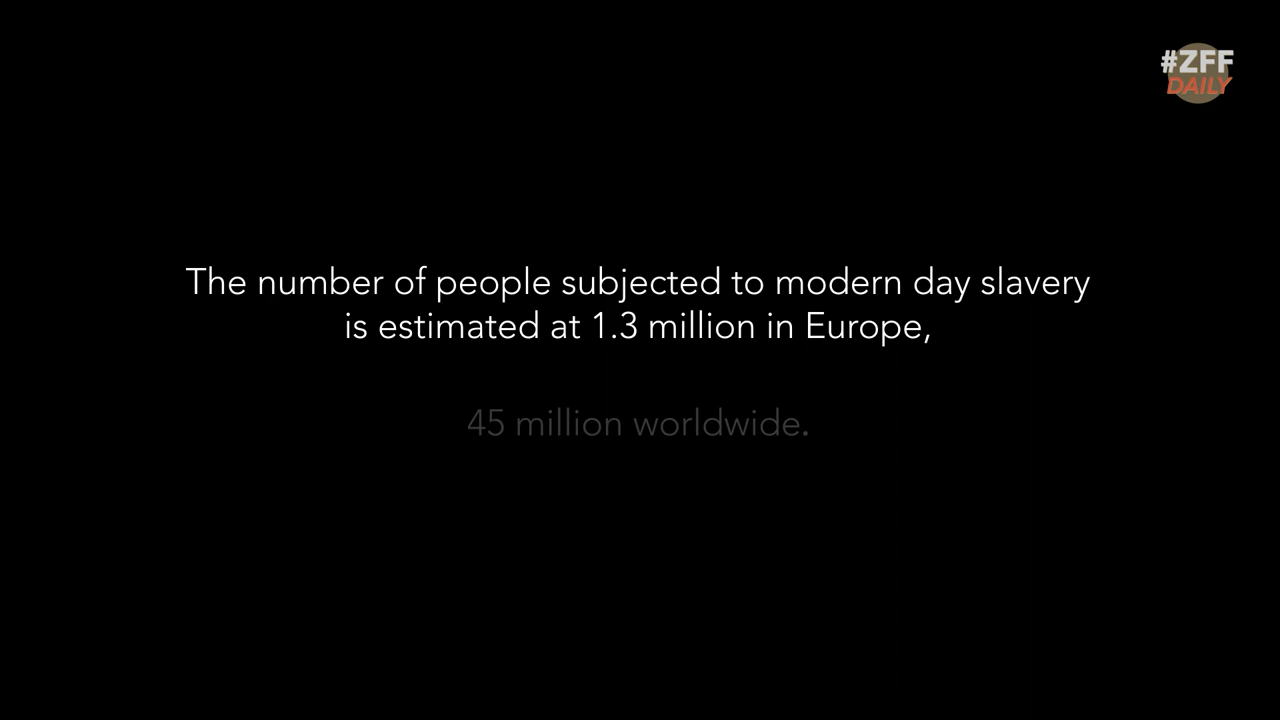 #ZFF
DAILY
The number of people subjected to modern day slavery
is estimated at 1.3 million in Europe,
45 million worldwide.